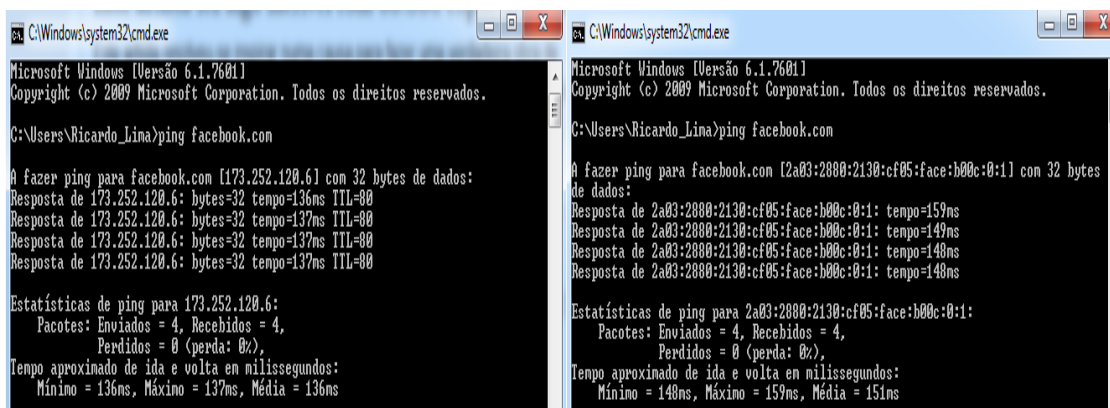 C:\Windows\system32\cmd.exe
Microsoft Windows [Versão 6.1.7601]
Copyright (c) 2009 Microsoft Corporation. Todos os direitos reservados.
C:\Users\Ricardo_Lima>ping facebook.com
A fazer ping para facebook.com [173.252.120.6] com 32 bytes de dados:
Resposta de 173.252.120.6: bytes=32 tempo=136ms TTL=80
Resposta de 173.252.120.6: bytes=32 tempo=137ms TTL=80
Resposta de 173.252.120.6: bytes=32 tempo=137ms TTL=80
Resposta de 173.252.120.6: bytes=32 tempo=137ms TTL=80
Estatísticas de ping para 173.252.120.6:
Pacotes: Enviados = 4, Recebidos = 4,
Perdidos = 0 (perda: 0%),
Tempo aproximado de ida e volta em milissegundos:
Mínimo = 136ms, Máximo = 137ms, Média = 136ms
C:\Windows\system32\cmd.exe
Microsoft Windows [Versão 6.1.7601]
Copyright (c) 2009 Microsoft Corporation. Todos os direitos reservados.
C:\Users\Ricardo_Lima>ping facebook.com
A fazer ping para facebook.com [2a03:2880:2130:cf05:face:b00c:0:1] com 32 bytes
de dados:
Resposta de 2a03:2880:2130:cf05:face:b00c:0:1: tempo=159ms
Resposta de 2a03:2880:2130:cf05:face:b00c:0:1: tempo=149ms
Resposta de 2a03:2880:2130:cf05:face:b00c:0:1: tempo=148ms
Resposta de 2a03:2880:2130:cf05:face:b00c:0:1: tempo=148ms
Estatísticas de ping para 2a03:2880:2130:cf05:face:b00c:0:1:
Pacotes: Enviados = 4, Recebidos = 4,
Perdidos = 0 (perda: 0%),
Tempo aproximado de ida e volta em milissegundos:
Mínimo = 148ms, Máximo = 159ms, Média = 151ms